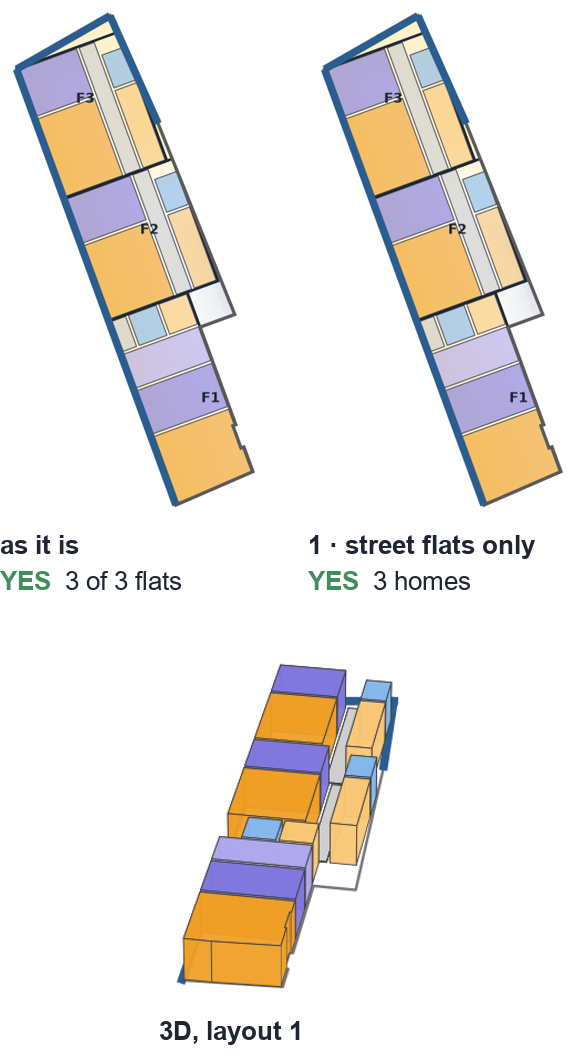 F3
F2
F1
F3
F2
F1
as it is
YES 3 of 3 flats
1 · street flats only
YES 3 homes
3D, layout 1